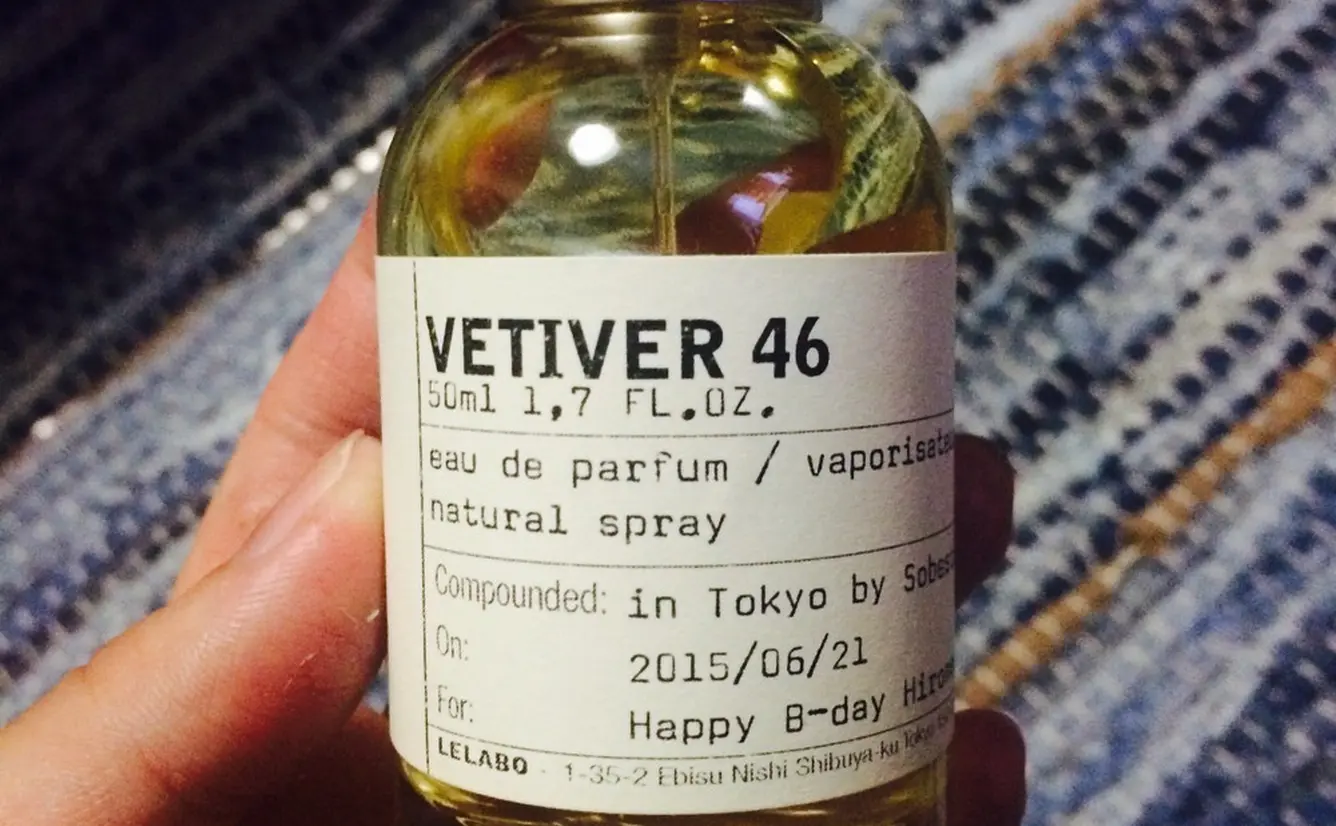 VETIVER 46
50ml 1,7 FL.OZ.
eau de parfum / 
natural spray
Compounded: in Tokyo by
On: 2015/06/21
For: Happy B-day
LELABO - 1-35-2 Ebisu Nishi Shibuya-ku Tokyo